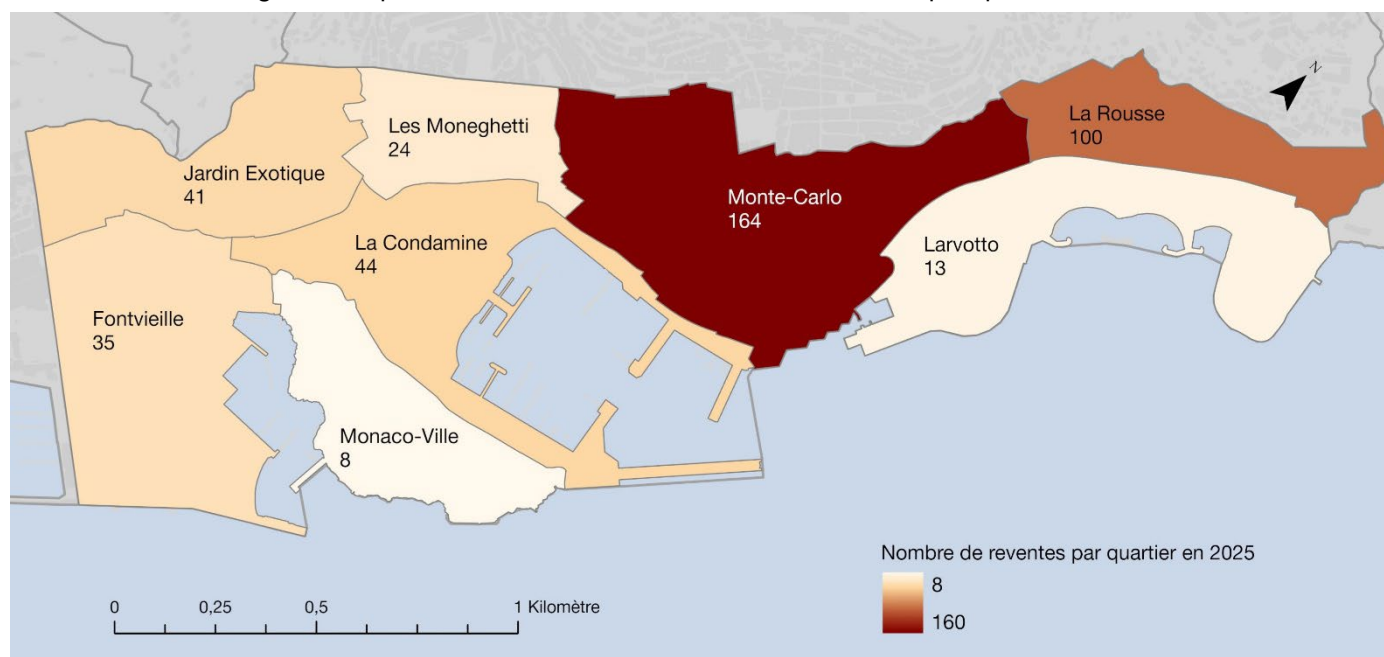 N
La Rousse
100
Les Moneghetti
24
Jardin Exotique
41
Monte-Carlo
164
La Condamine
44
Larvotto
13
Fontvieille
35
Monaco-Ville
8
Nombre de reventes par quartier en 2025
8
160
0 0,25 0,5 1 Kilomètre